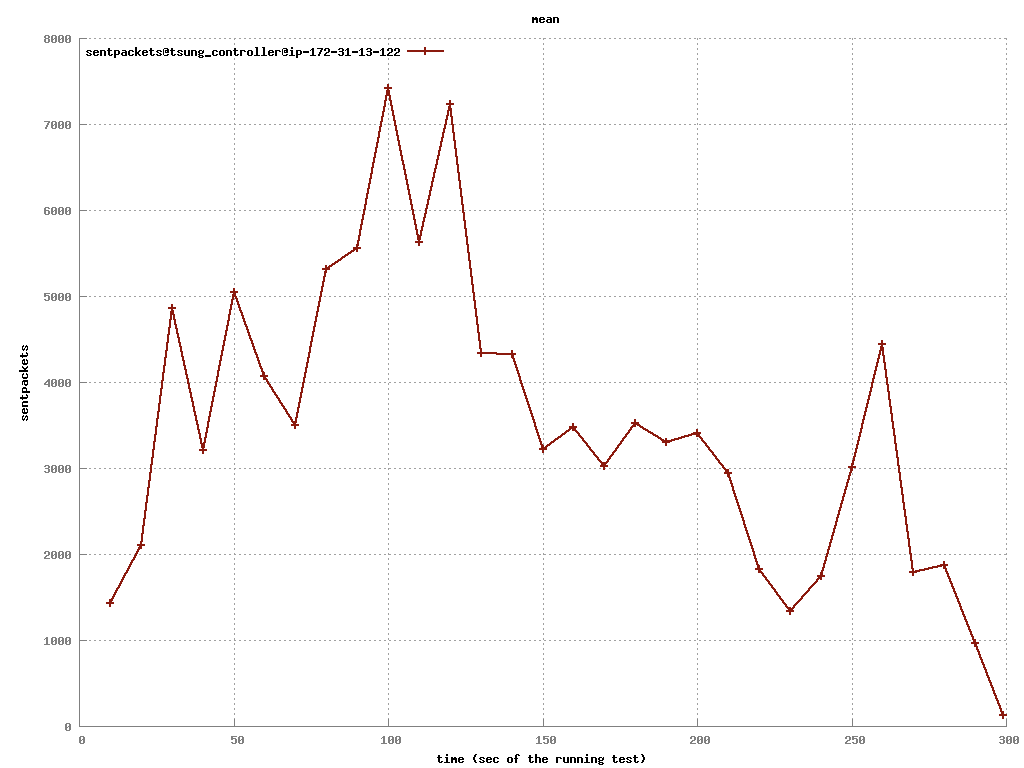 mean
8000
sentpackets@tsung_controller@ip-172-31-13-122
7000
6000
5000
4000
3000
2000
1000
0
sentpackets
0 50 100 150 200 250 300
time (sec of the running test)